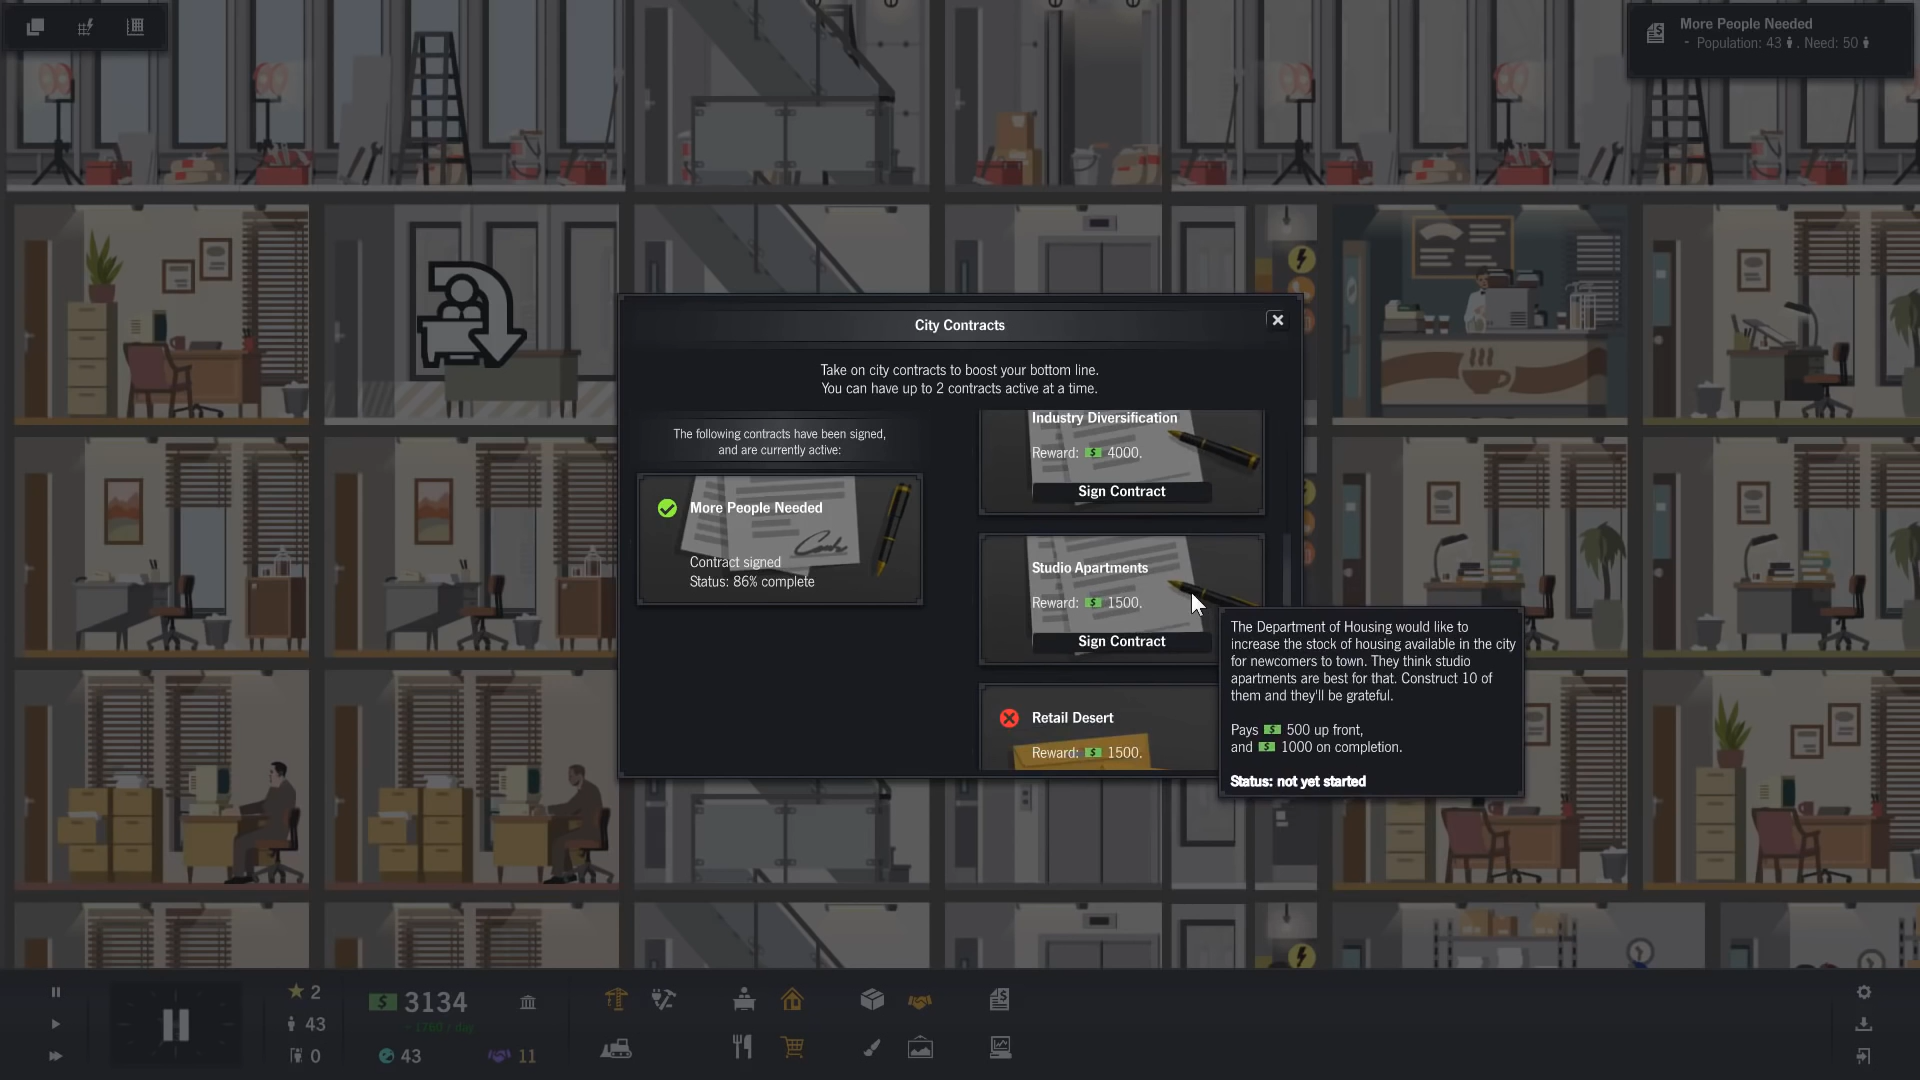 More People Needed
- Population: 43 . Need: 50
City Contracts
Take on city contracts to boost your bottom line.
You can have up to 2 contracts active at a time.
The following contracts have been signed,
and are currently active:
More People Needed
Contract signed
Status: 86% complete
Industry Diversification
Reward: $ 4000.
Sign Contract
Studio Apartments
Reward: $ 1500.
Sign Contract
Retail Desert
Reward: $ 1500.
The Department of Housing would like to
increase the stock of housing available in the city
for newcomers to town. They think studio
apartments are best for that. Construct 10 of
them and they'll be grateful.
Pays $ 500 up front,
and $ 1000 on completion.
Status: not yet started
2
43
0
$ 3134
~ 1760 / day
43
11